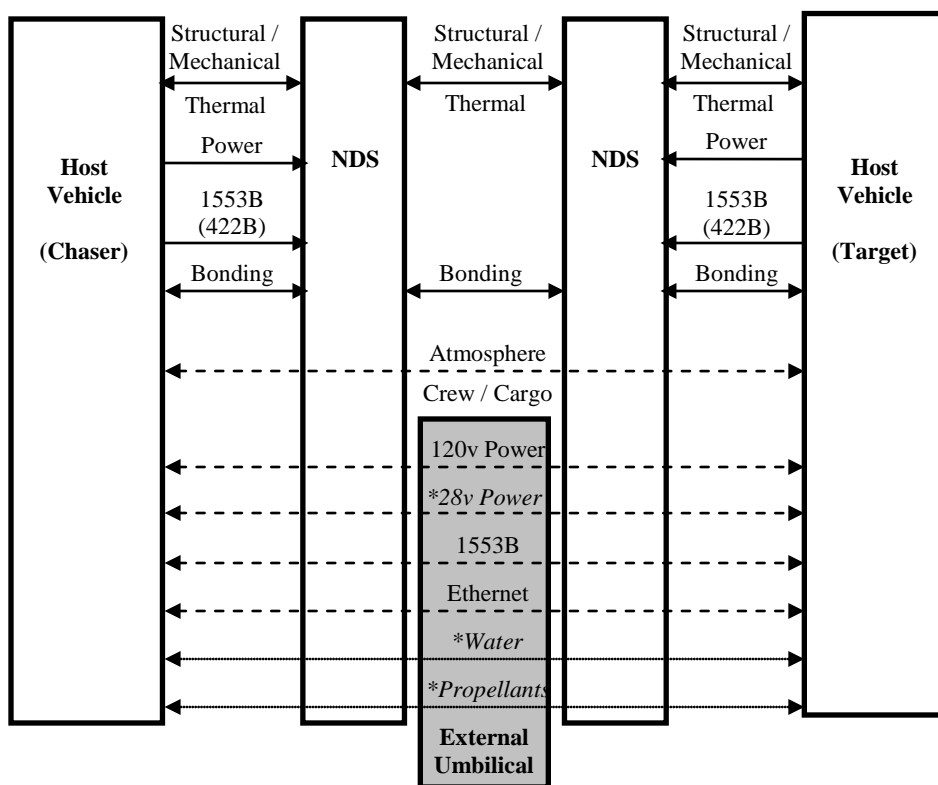 Structural /
Mechanical
Thermal
Structural /
Mechanical
Thermal
Structural /
Mechanical
Thermal
Power
Power
Host
Vehicle
(Chaser)
NDS
NDS
Host
Vehicle
(Target)
1553B
(422B)
1553B
(422B)
Bonding
Bonding
Bonding
Atmosphere
Crew / Cargo
120v Power
*28v Power
1553B
Ethernet
*Water
*Propellants
External
Umbilical